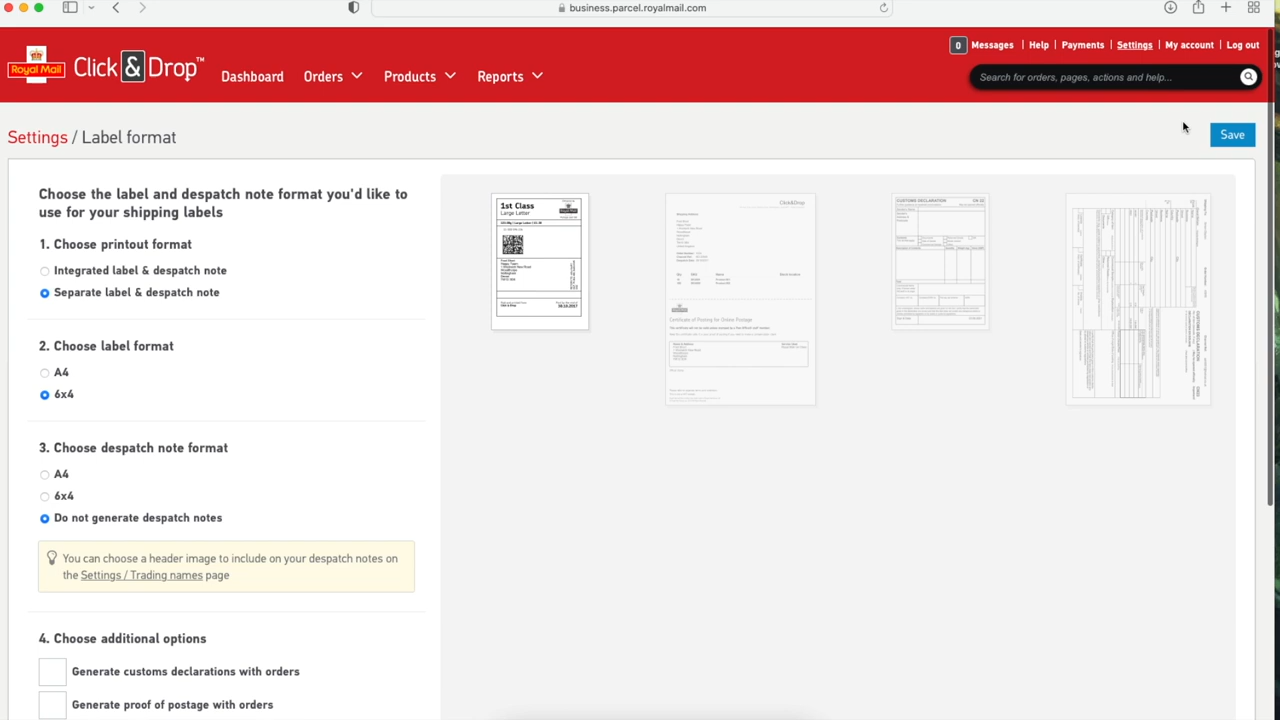 business.parcel.royalmail.com
0 Messages | Help | Payments | Settings | My account | Log out
Royal Mail Click & Drop
Dashboard Orders Products Reports
Search for orders, pages, actions and help...
Settings / Label format
Save
Choose the label and despatch note format you'd like to
use for your shipping labels
1. Choose printout format
Integrated label & despatch note
Separate label & despatch note
2. Choose label format
A4
6x4
3. Choose despatch note format
A4
6x4
Do not generate despatch notes
You can choose a header image to include on your despatch notes on
the Settings / Trading names page
4. Choose additional options
Generate customs declarations with orders
Generate proof of postage with orders
1st Class
Large Letter
Royal Mail
Click&Drop
Certificate of Posting for Online Postage
CUSTOMS DECLARATION